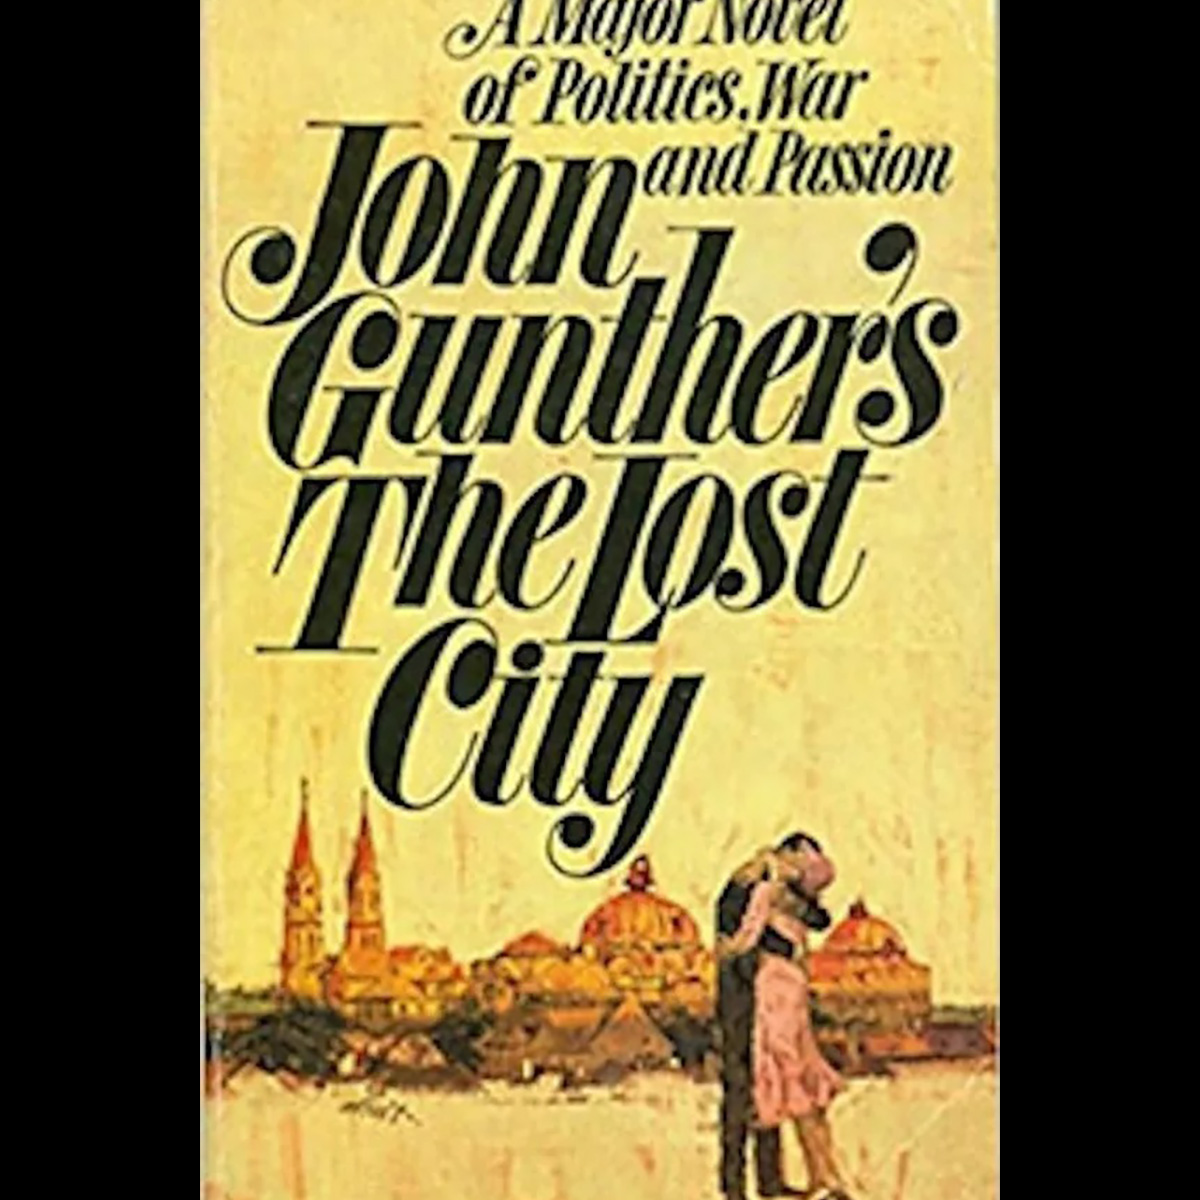 A Major Novel
of Politics, War
and Passion
John
Gunther's
The Lost
City